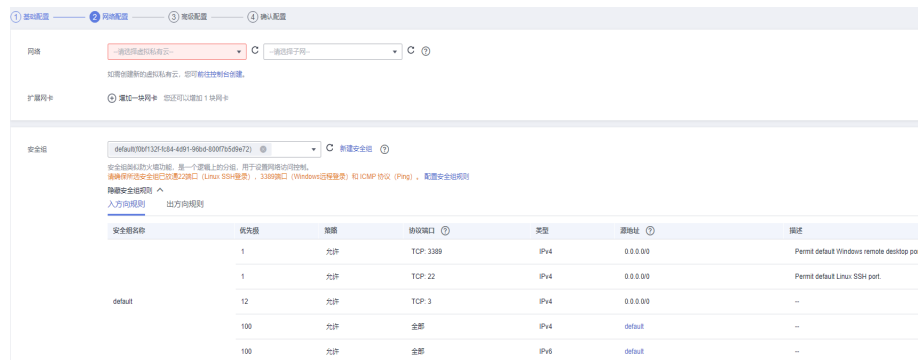 1 基础配置 2 网络配置 3 高级配置 4 确认配置
网络 --请选择虚拟私有云-- --请选择子网--
如需创建新的虚拟私有云，您可前往控制台创建。
扩展网卡 增加一块网卡 您还可以增加 1 块网卡
安全组 default(f0bf132f-fc84-4d91-96bd-800f7b5d9e72) 新建安全组
安全组类似防火墙功能，是一个逻辑上的分组，用于设置网络访问控制。
请确保所选安全组已放通22端口（Linux SSH登录），3389端口（Windows远程登录）和 ICMP 协议（Ping）。 配置安全组规则
隐藏安全组规则
入方向规则 出方向规则
安全组名称 优先级 策略 协议端口 类型 源地址 描述
1 允许 TCP: 3389 IPv4 0.0.0.0/0 Permit default Windows remote desktop por
1 允许 TCP: 22 IPv4 0.0.0.0/0 Permit default Linux SSH port.
default 12 允许 TCP: 3 IPv4 0.0.0.0/0 --
100 允许 全部 IPv4 default --
100 允许 全部 IPv6 default --